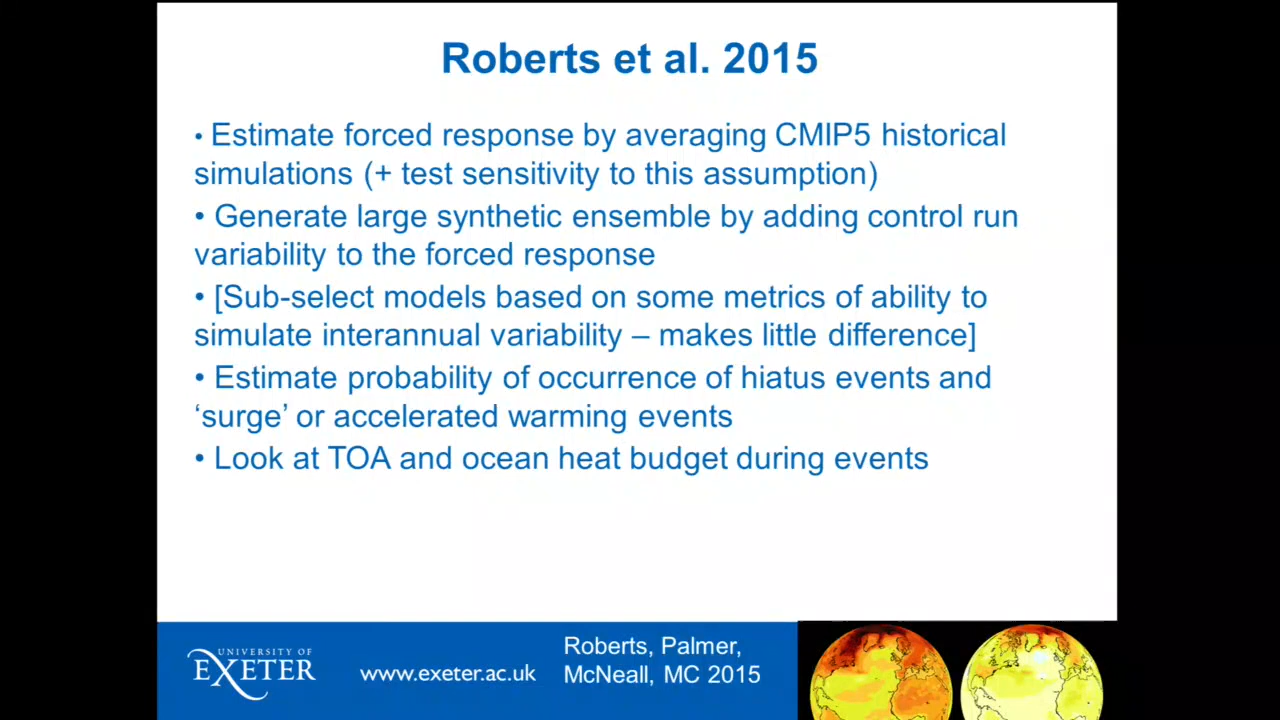 Roberts et al. 2015
• Estimate forced response by averaging CMIP5 historical
simulations (+ test sensitivity to this assumption)
• Generate large synthetic ensemble by adding control run
variability to the forced response
• [Sub-select models based on some metrics of ability to
simulate interannual variability – makes little difference]
• Estimate probability of occurrence of hiatus events and
‘surge’ or accelerated warming events
• Look at TOA and ocean heat budget during events
UNIVERSITY OF
EXETER
www.exeter.ac.uk
Roberts, Palmer,
McNeall, MC 2015